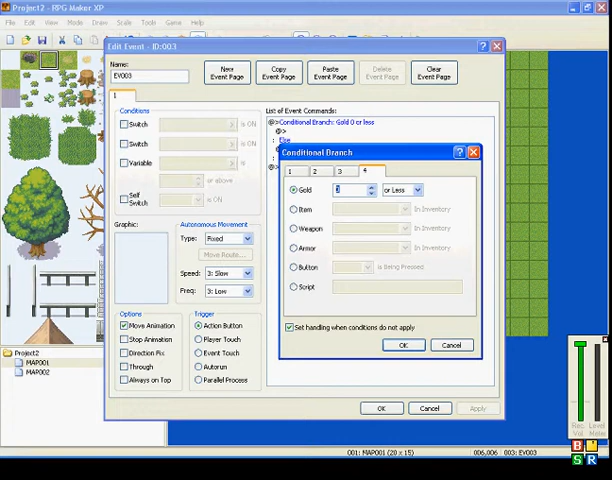 Project2 - RPG Maker XP
File Edit View Mode Draw Scale Tools Game Help
Edit Event - ID:003
Name:
EV003
New Event Page
Copy Event Page
Paste Event Page
Delete Event Page
Clear Event Page
1
Conditions
Switch is ON
Switch is ON
Variable is
or above
Self Switch is ON
Graphic:
Autonomous Movement
Type: Fixed
Move Route...
Speed: 3: Slow
Freq: 3: Low
Options
Move Animation
Stop Animation
Direction Fix
Through
Always on Top
Trigger
Action Button
Player Touch
Event Touch
Autorun
Parallel Process
List of Event Commands:
@>Conditional Branch: Gold 0 or less
@>
: Else
Conditional Branch
1 2 3 4
Gold or Less
Item In Inventory
Weapon In Inventory
Armor In Inventory
Button is Being Pressed
Script
Set handling when conditions do not apply
OK Cancel
OK Cancel Apply
Project2
MAP001
MAP002
001: MAP001 (20 x 15) 006,006 003: EV003
Rec. Vol
Level Meter
B
S R